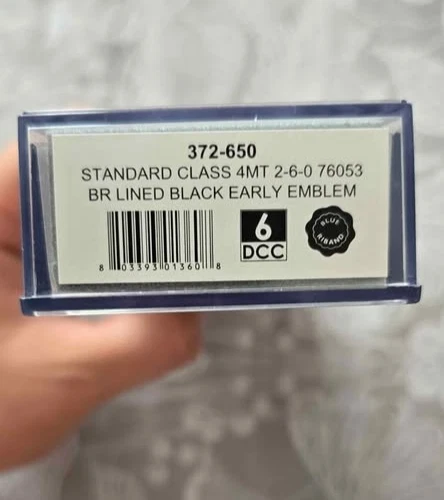 372-650
STANDARD CLASS 4MT 2-6-0 76053
BR LINED BLACK EARLY EMBLEM
6
DCC
BLUE
RIBAND
8 03393 01360 8